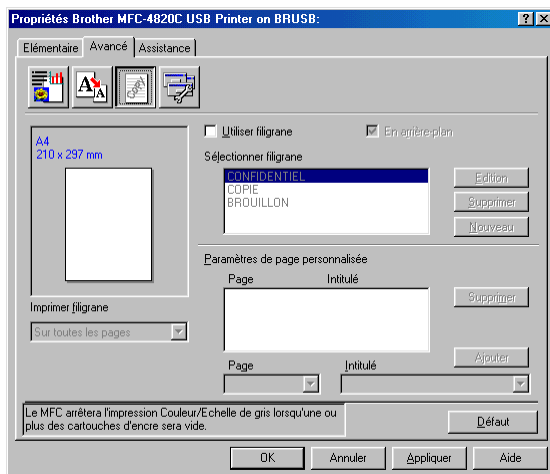 Propriétés Brother MFC-4820C USB Printer on BRUSB:
Elémentaire Avancé Assistance
A4
210 x 297 mm
Utiliser filigrane
En arrière-plan
Sélectionner filigrane
CONFIDENTIEL
COPIE
BROUILLON
Edition
Supprimer
Nouveau
Paramètres de page personnalisée
Page Intitulé
Supprimer
Imprimer filigrane
Sur toutes les pages
Ajouter
Page Intitulé
Le MFC arrêtera l'impression Couleur/Echelle de gris lorsqu'une ou
plus des cartouches d'encre sera vide.
Défaut
OK Annuler Appliquer Aide